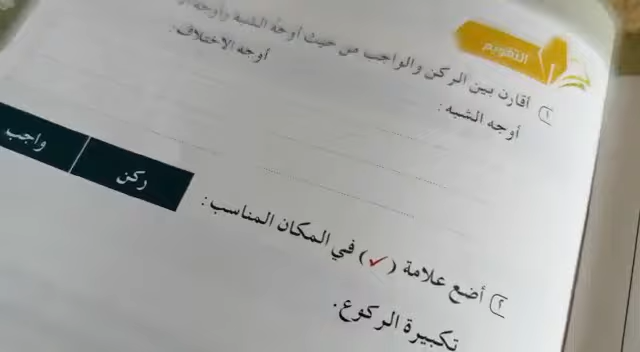 التقويم
١ أقارن بين الركن والواجب من حيث أوجه الشبه وأوجه
أوجه الشبه :
أوجه الاختلاف :
٢ أضع علامة (✓) في المكان المناسب :
ركن
واجب
تكبيرة الركوع.